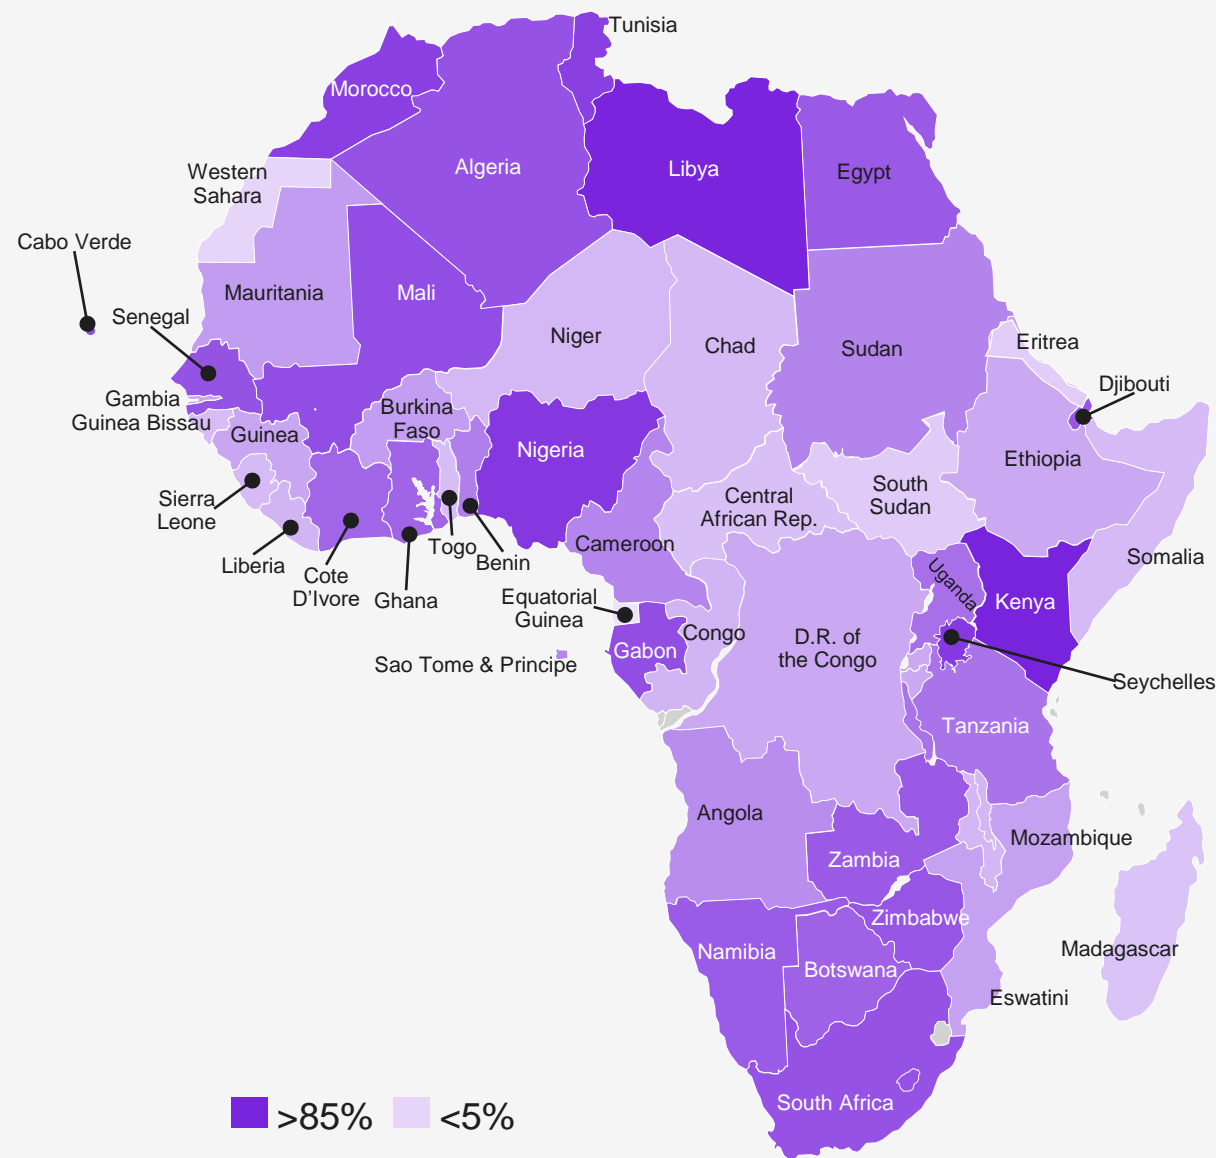 Tunisia
Morocco
Algeria
Libya
Egypt
Western
Sahara
Cabo Verde
Mauritania
Mali
Senegal
Niger
Chad
Sudan
Eritrea
Djibouti
Gambia
Guinea Bissau
Guinea
Burkina
Faso
Nigeria
Ethiopia
Sierra
Leone
Central
African Rep.
South
Sudan
Liberia
Cote
D'Ivore
Ghana
Togo
Benin
Cameroon
Somalia
Equatorial
Guinea
Uganda
Kenya
Congo
Gabon
D.R. of
the Congo
Sao Tome & Principe
Seychelles
Tanzania
Angola
Mozambique
Zambia
Zimbabwe
Namibia
Botswana
Madagascar
Eswatini
South Africa
>85%
<5%